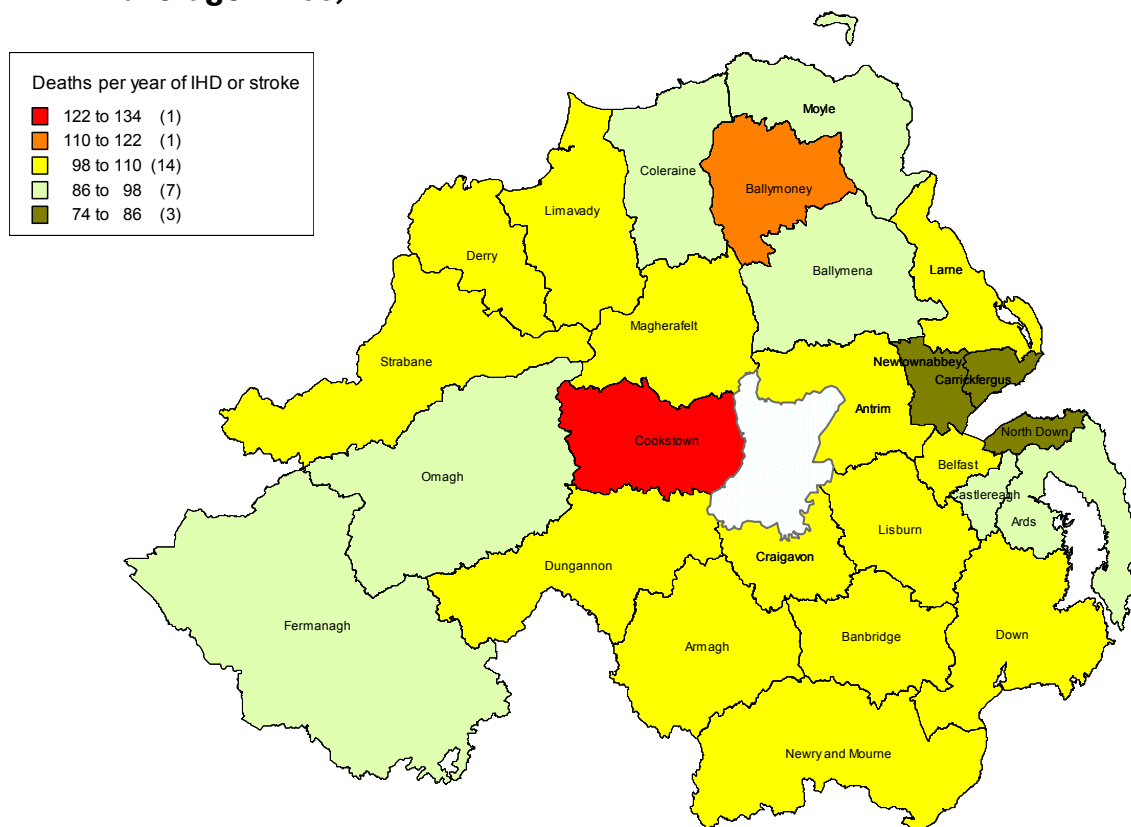 Deaths per year of IHD or stroke
122 to 134 (1)
110 to 122 (1)
98 to 110 (14)
86 to 98 (7)
74 to 86 (3)
Moyle
Coleraine
Ballymoney
Limavady
Derry
Ballymena
Larne
Magherafelt
Strabane
Newtownabbey
Carrickfergus
Antrim
North Down
Cookstown
Belfast
Omagh
Castlereagh
Ards
Lisburn
Craigavon
Dungannon
Fermanagh
Armagh
Banbridge
Down
Newry and Mourne